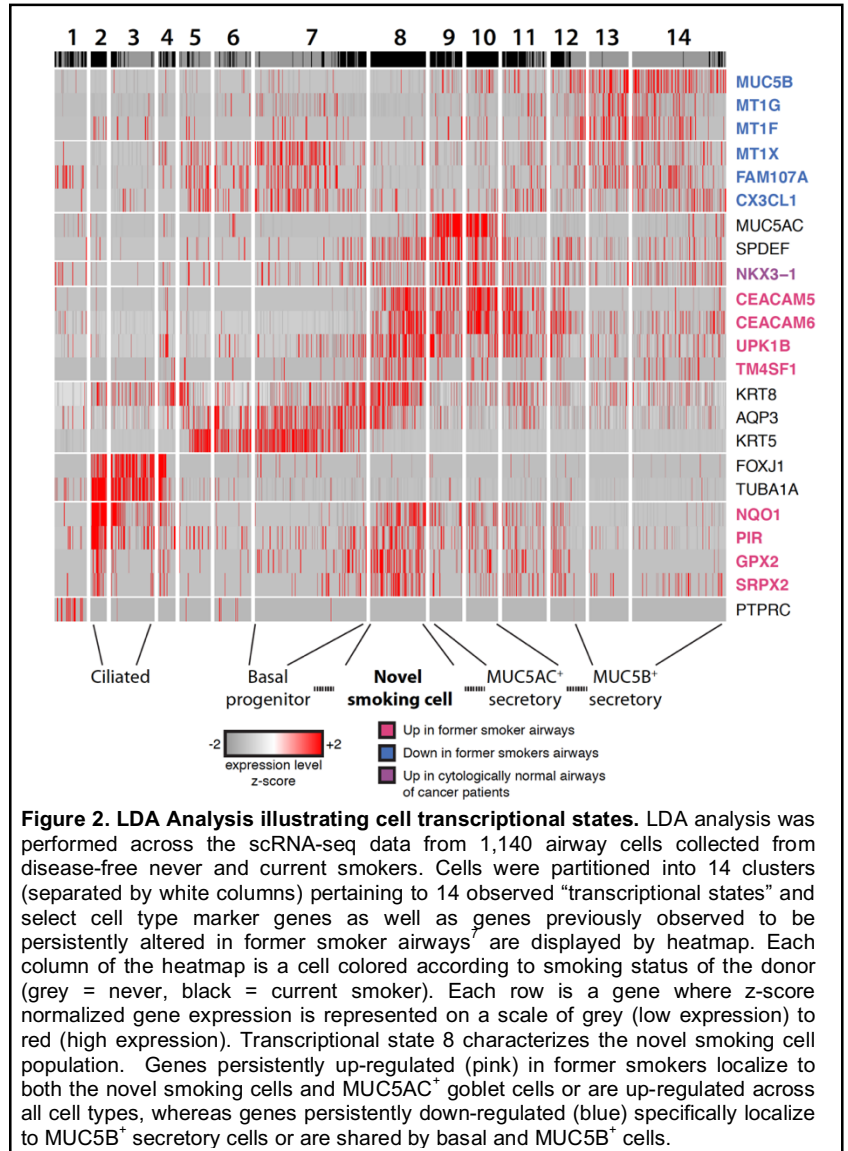 1 2 3 4 5 6 7 8 9 10 11 12 13 14
MUC5B
MT1G
MT1F
MT1X
FAM107A
CX3CL1
MUC5AC
SPDEF
NKX3-1
CEACAM5
CEACAM6
UPK1B
TM4SF1
KRT8
AQP3
KRT5
FOXJ1
TUBA1A
NQO1
PIR
GPX2
SRPX2
PTPRC
Ciliated
Basal
progenitor
Novel
smoking cell
MUC5AC⁺
secretory
MUC5B⁺
secretory
-2 +2
expression level
z-score
Up in former smoker airways
Down in former smokers airways
Up in cytologically normal airways
of cancer patients
Figure 2. LDA Analysis illustrating cell transcriptional states. LDA analysis was
performed across the scRNA-seq data from 1,140 airway cells collected from
disease-free never and current smokers. Cells were partitioned into 14 clusters
(separated by white columns) pertaining to 14 observed “transcriptional states” and
select cell type marker genes as well as genes previously observed to be
persistently altered in former smoker airways⁷ are displayed by heatmap. Each
column of the heatmap is a cell colored according to smoking status of the donor
(grey = never, black = current smoker). Each row is a gene where z-score
normalized gene expression is represented on a scale of grey (low expression) to
red (high expression). Transcriptional state 8 characterizes the novel smoking cell
population. Genes persistently up-regulated (pink) in former smokers localize to
both the novel smoking cells and MUC5AC⁺ goblet cells or are up-regulated across
all cell types, whereas genes persistently down-regulated (blue) specifically localize
to MUC5B⁺ secretory cells or are shared by basal and MUC5B⁺ cells.